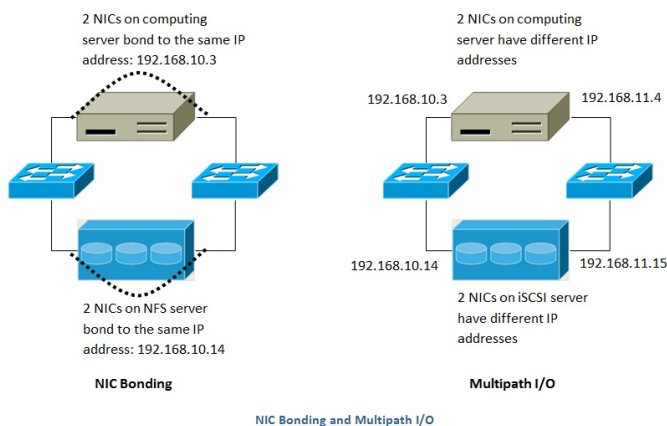 2 NICs on computing
server bond to the same IP
address: 192.168.10.3
2 NICs on NFS server
bond to the same IP
address: 192.168.10.14
NIC Bonding
2 NICs on computing
server have different IP
addresses
192.168.10.3
192.168.11.4
192.168.10.14
192.168.11.15
2 NICs on iSCSI server
have different IP
addresses
Multipath I/O
NIC Bonding and Multipath I/O